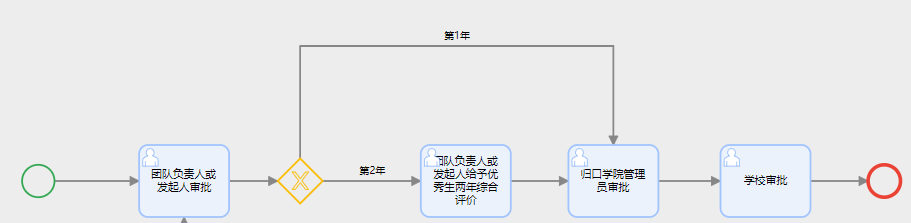 第1年
团队负责人或
发起人审批
第2年
团队负责人或
发起人给予优
秀生两年综合
评价
归口学院管理
员审批
学校审批